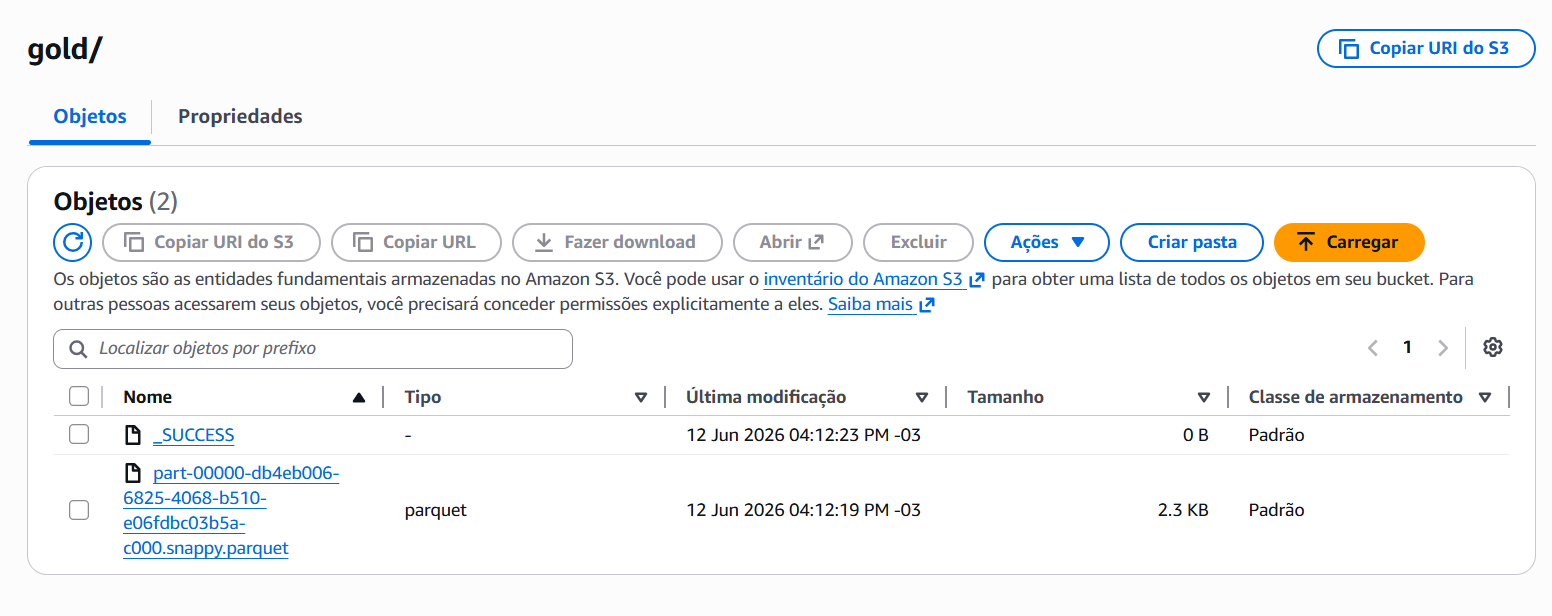 gold/
Copiar URI do S3
Objetos
Propriedades
Objetos (2)
Copiar URI do S3
Copiar URL
Fazer download
Abrir
Excluir
Ações
Criar pasta
Carregar
Os objetos são as entidades fundamentais armazenadas no Amazon S3. Você pode usar o inventário do Amazon S3 para obter uma lista de todos os objetos em seu bucket. Para
outras pessoas acessarem seus objetos, você precisará conceder permissões explicitamente a eles. Saiba mais
Localizar objetos por prefixo
1
Nome Tipo Última modificação Tamanho Classe de armazenamento
_SUCCESS - 12 Jun 2026 04:12:23 PM -03 0 B Padrão
part-00000-db4eb006-
6825-4068-b510-
e06fdbc03b5a-
c000.snappy.parquet
parquet 12 Jun 2026 04:12:19 PM -03 2.3 KB Padrão